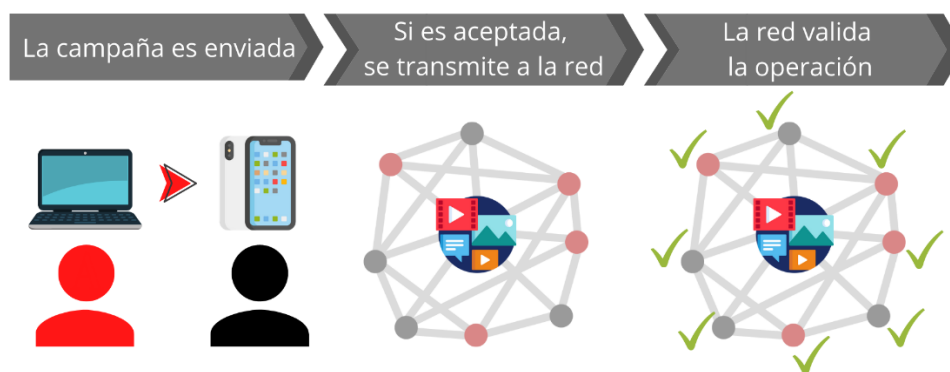 La campaña es enviada
Si es aceptada,
se transmite a la red
La red valida
la operación